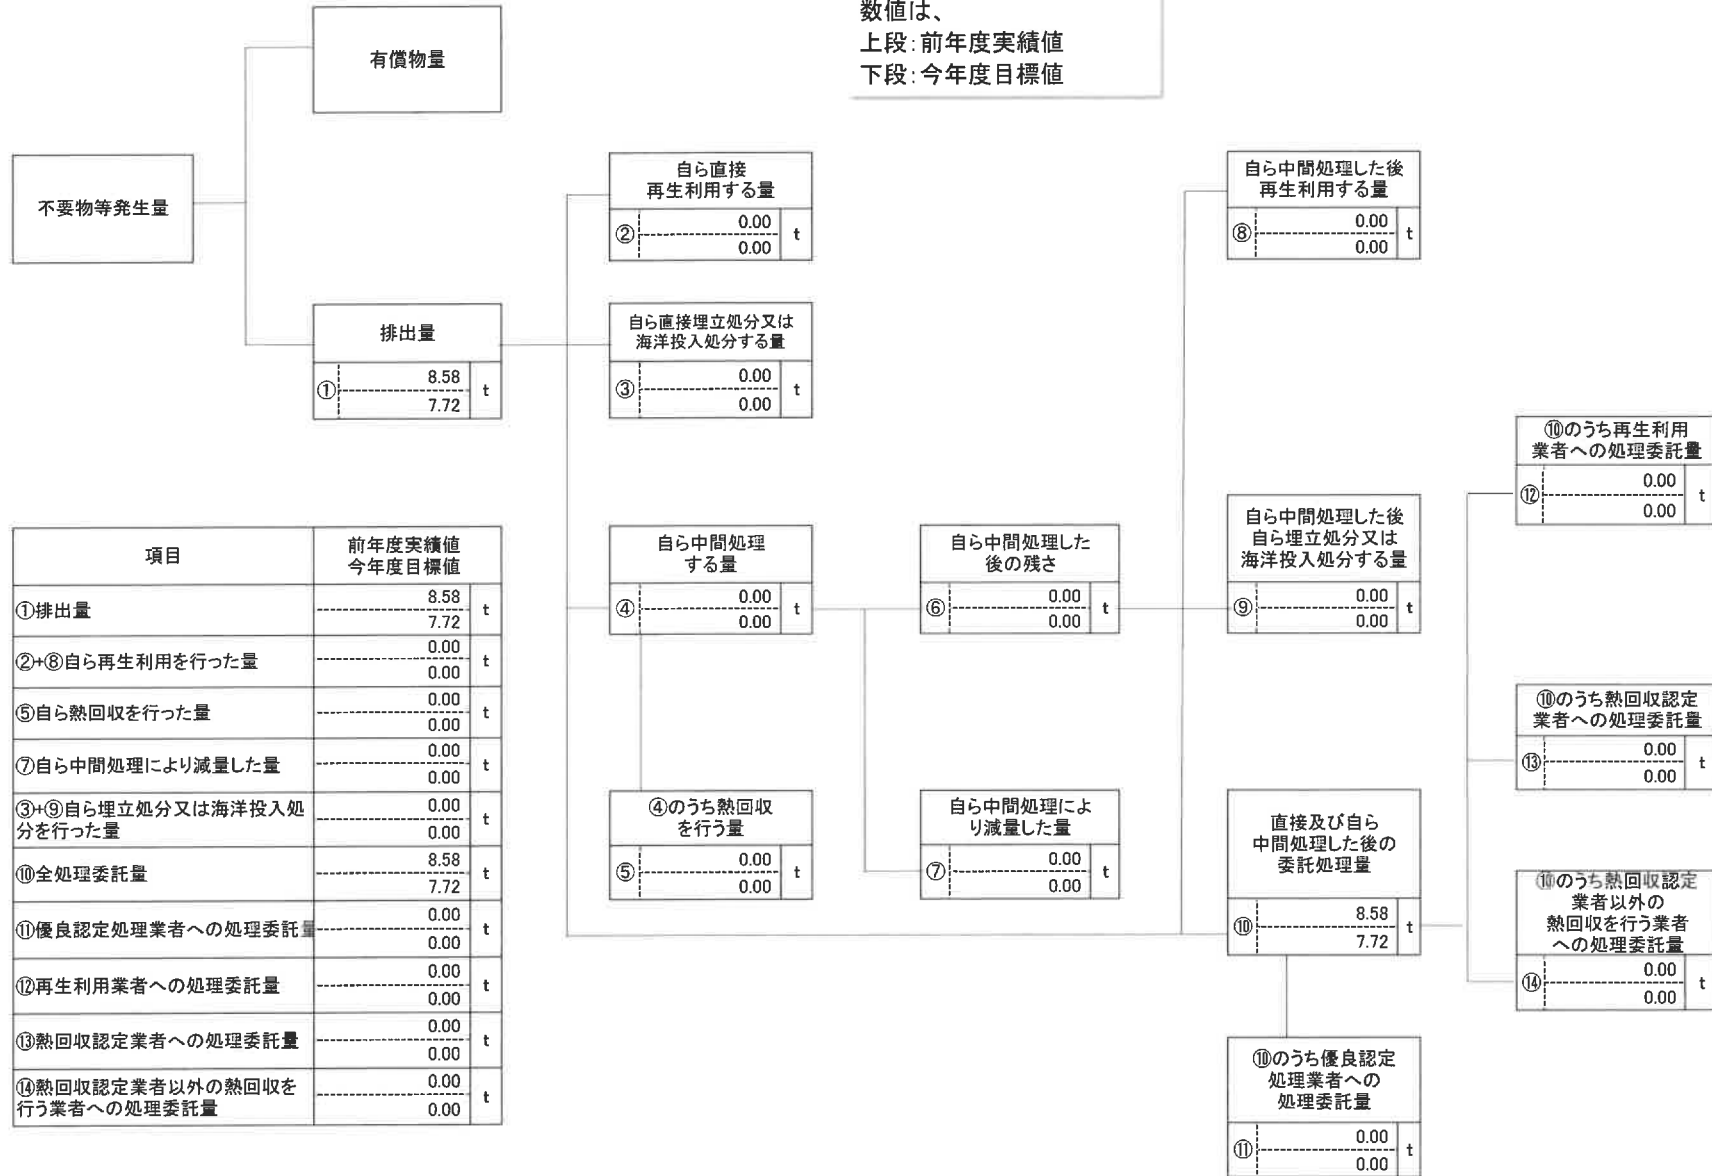 数値は、
上段:前年度実績値
下段:今年度目標値
有償物量
不要物等発生量
排出量
① 8.58 t
7.72
自ら直接
再生利用する量
② 0.00 t
0.00
自ら直接埋立処分又は
海洋投入処分する量
③ 0.00 t
0.00
自ら中間処理
する量
④ 0.00 t
0.00
④のうち熱回収
を行う量
⑤ 0.00 t
0.00
自ら中間処理した
後の残さ
⑥ 0.00 t
0.00
自ら中間処理によ
り減量した量
⑦ 0.00 t
0.00
自ら中間処理した後
再生利用する量
⑧ 0.00 t
0.00
自ら中間処理した後
自ら埋立処分又は
海洋投入処分する量
⑨ 0.00 t
0.00
直接及び自ら
中間処理した後の
委託処理量
⑩ 8.58 t
7.72
⑩のうち優良認定
処理業者への
処理委託量
⑪ 0.00 t
0.00
⑩のうち再生利用
業者への処理委託量
⑫ 0.00 t
0.00
⑩のうち熱回収認定
業者への処理委託量
⑬ 0.00 t
0.00
⑩のうち熱回収認定
業者以外の
熱回収を行う業者
への処理委託量
⑭ 0.00 t
0.00
項目 前年度実績値
今年度目標値
①排出量 8.58 t
7.72
②+⑧自ら再生利用を行った量 0.00 t
0.00
⑤自ら熱回収を行った量 0.00 t
0.00
⑦自ら中間処理により減量した量 0.00 t
0.00
③+⑨自ら埋立処分又は海洋投入処 0.00 t
分を行った量 0.00
⑩全処理委託量 8.58 t
7.72
⑪優良認定処理業者への処理委託量 0.00 t
0.00
⑫再生利用業者への処理委託量 0.00 t
0.00
⑬熱回収認定業者への処理委託量 0.00 t
0.00
⑭熱回収認定業者以外の熱回収を 0.00 t
行う業者への処理委託量 0.00